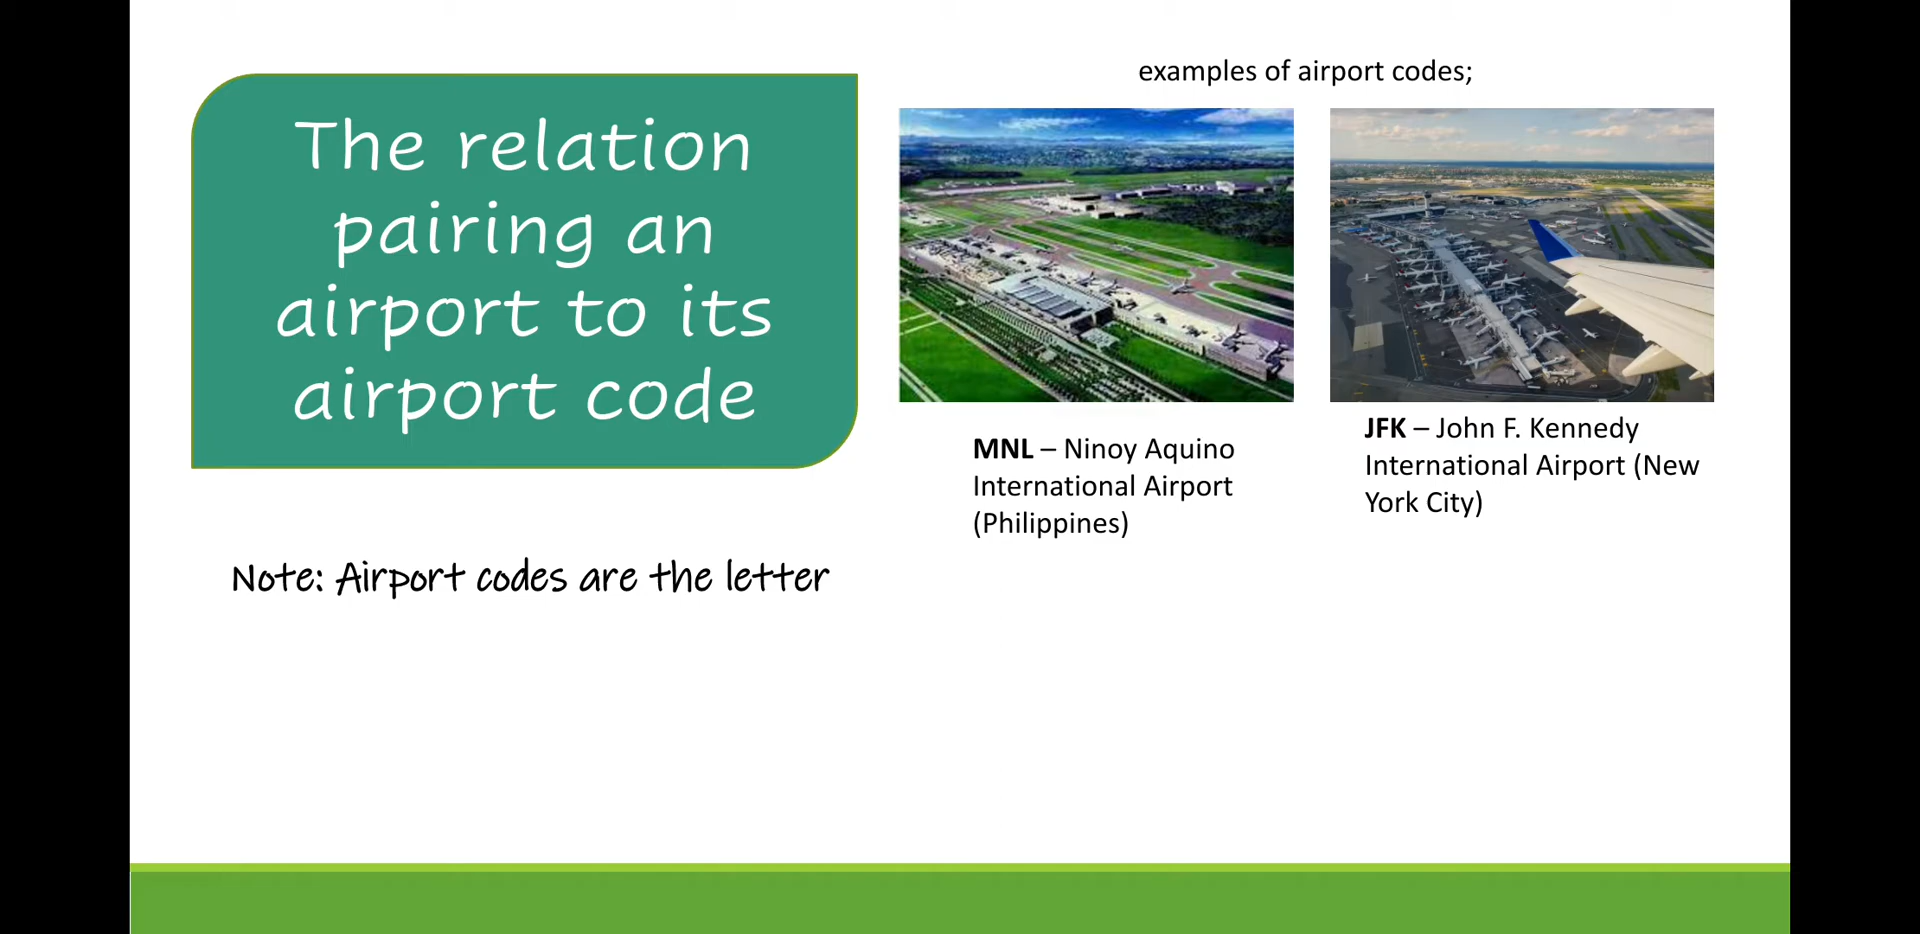 The relation
pairing an
airport to its
airport code
examples of airport codes;
MNL – Ninoy Aquino
International Airport
(Philippines)
JFK – John F. Kennedy
International Airport (New
York City)
Note: Airport codes are the letter